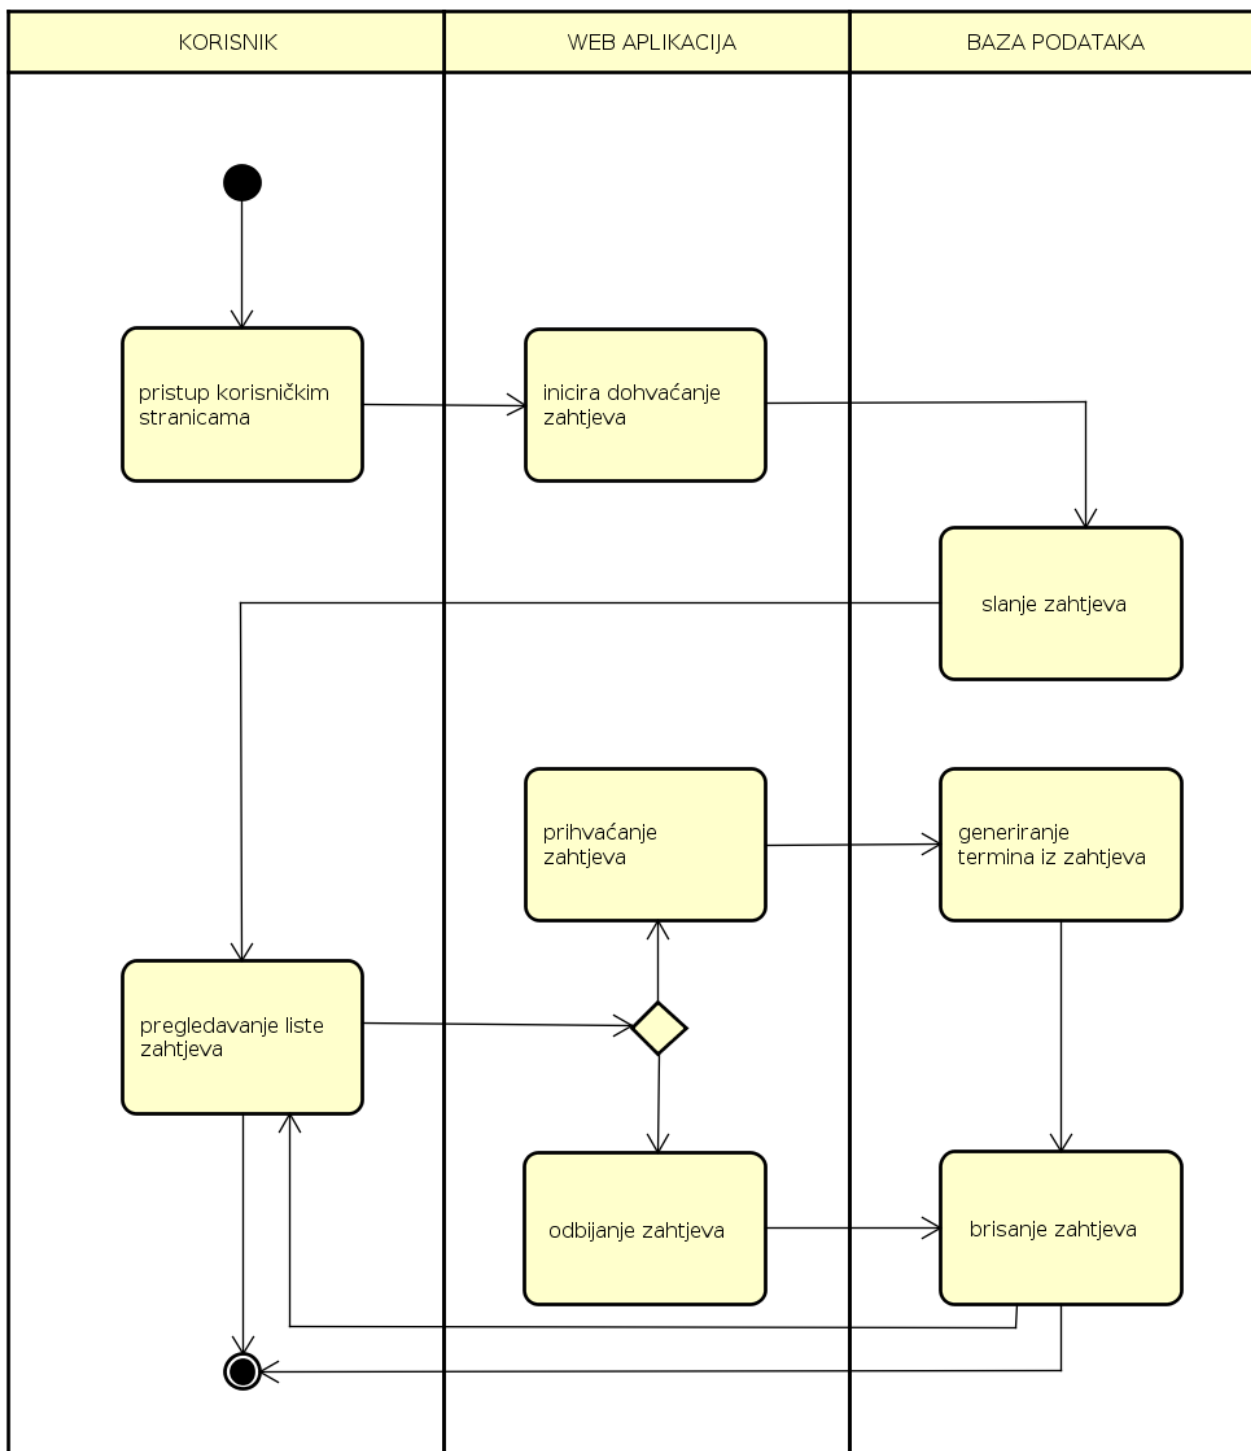 KORISNIK
WEB APLIKACIJA
BAZA PODATAKA
pristup korisničkim
stranicama
inicira dohvaćanje
zahtjeva
slanje zahtjeva
prihvaćanje
zahtjeva
generiranje
termina iz zahtjeva
pregledavanje liste
zahtjeva
odbijanje zahtjeva
brisanje zahtjeva